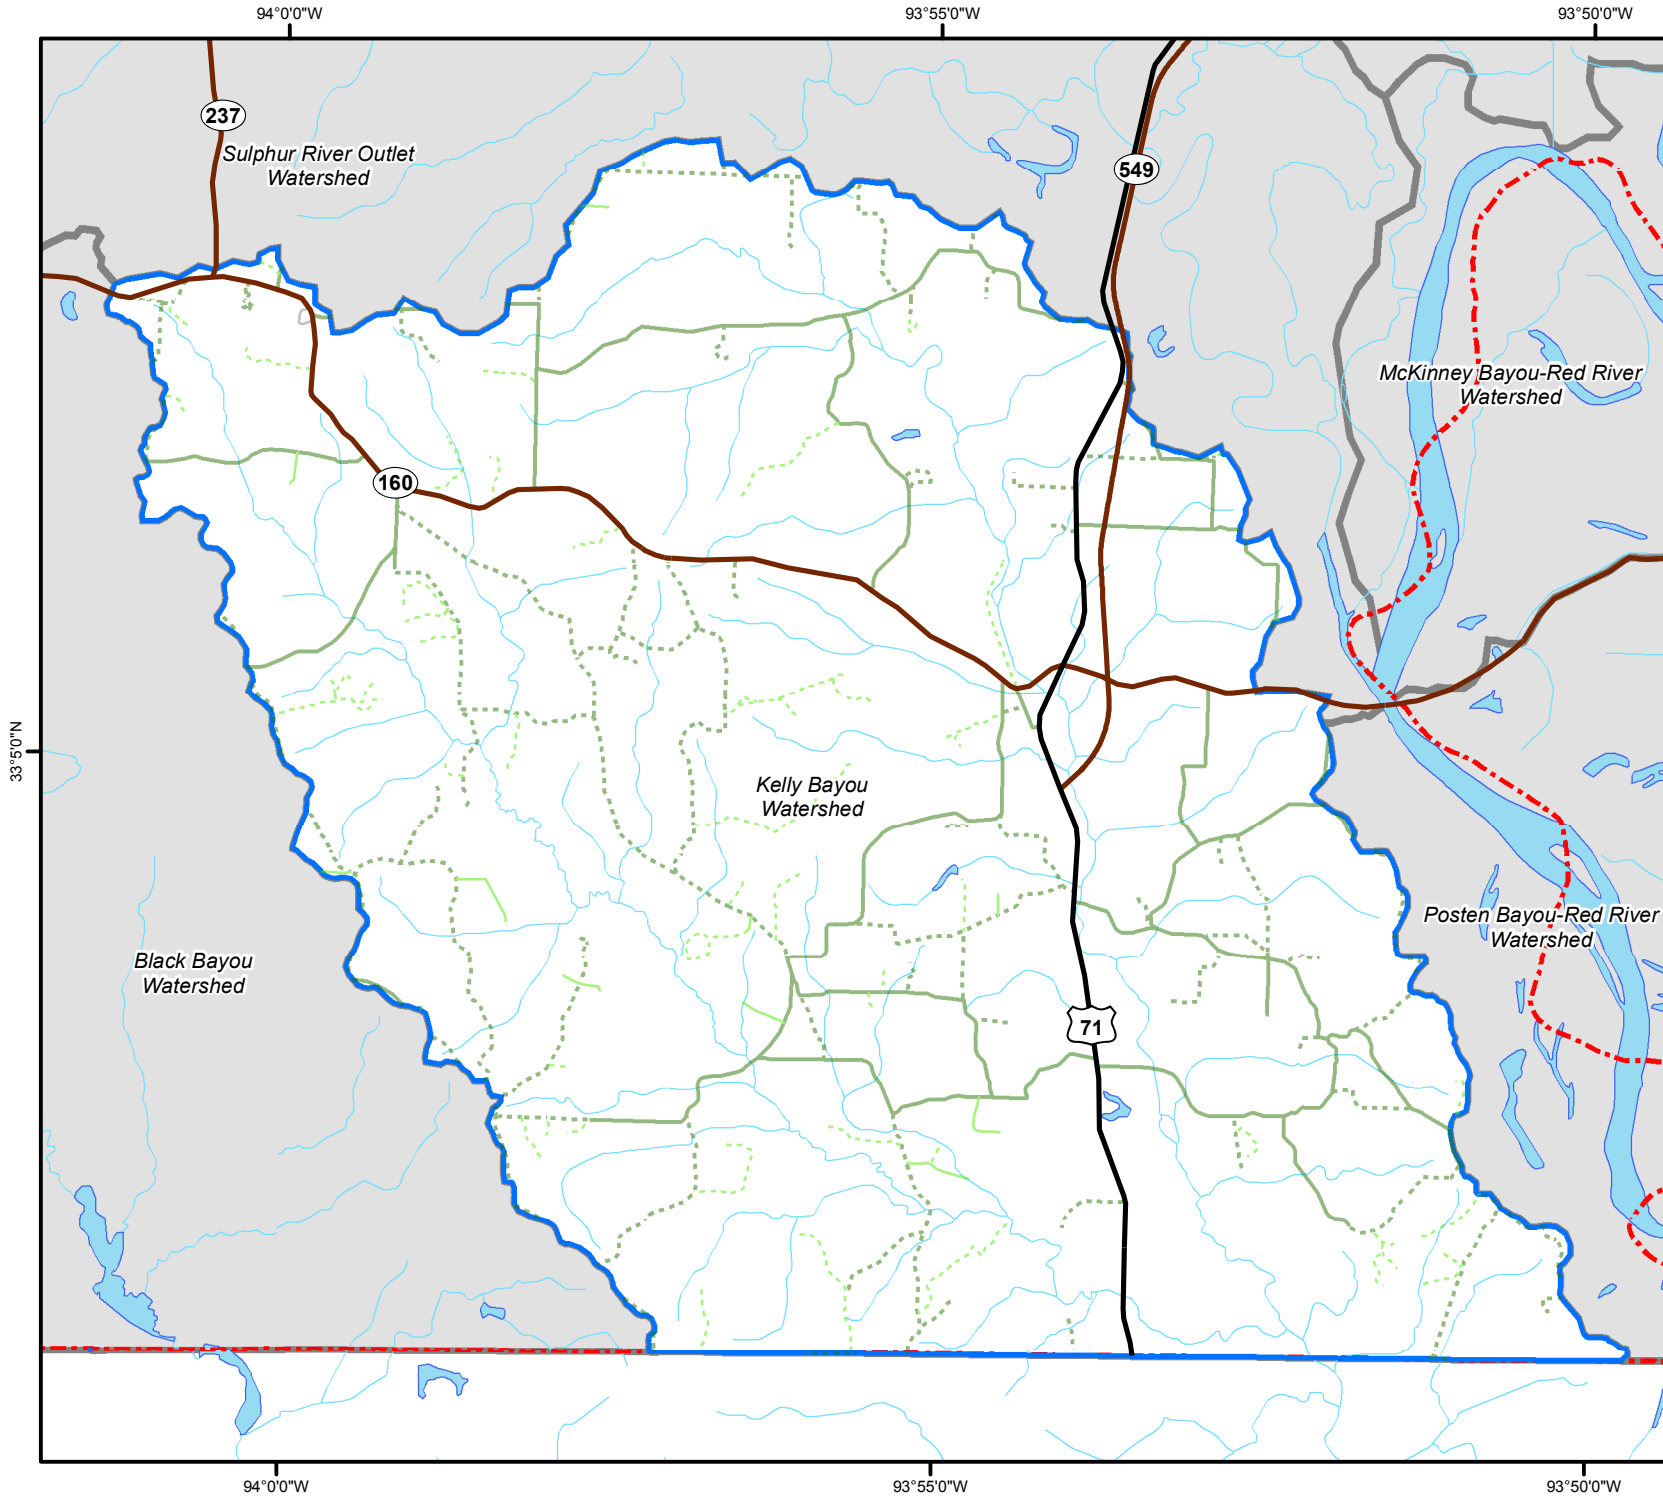 94°0'0"W
93°55'0"W
93°50'0"W
237
Sulphur River Outlet
Watershed
549
McKinney Bayou-Red River
Watershed
160
33°5'0"N
Kelly Bayou
Watershed
Posten Bayou-Red River
Watershed
Black Bayou
Watershed
71
94°0'0"W
93°55'0"W
93°50'0"W